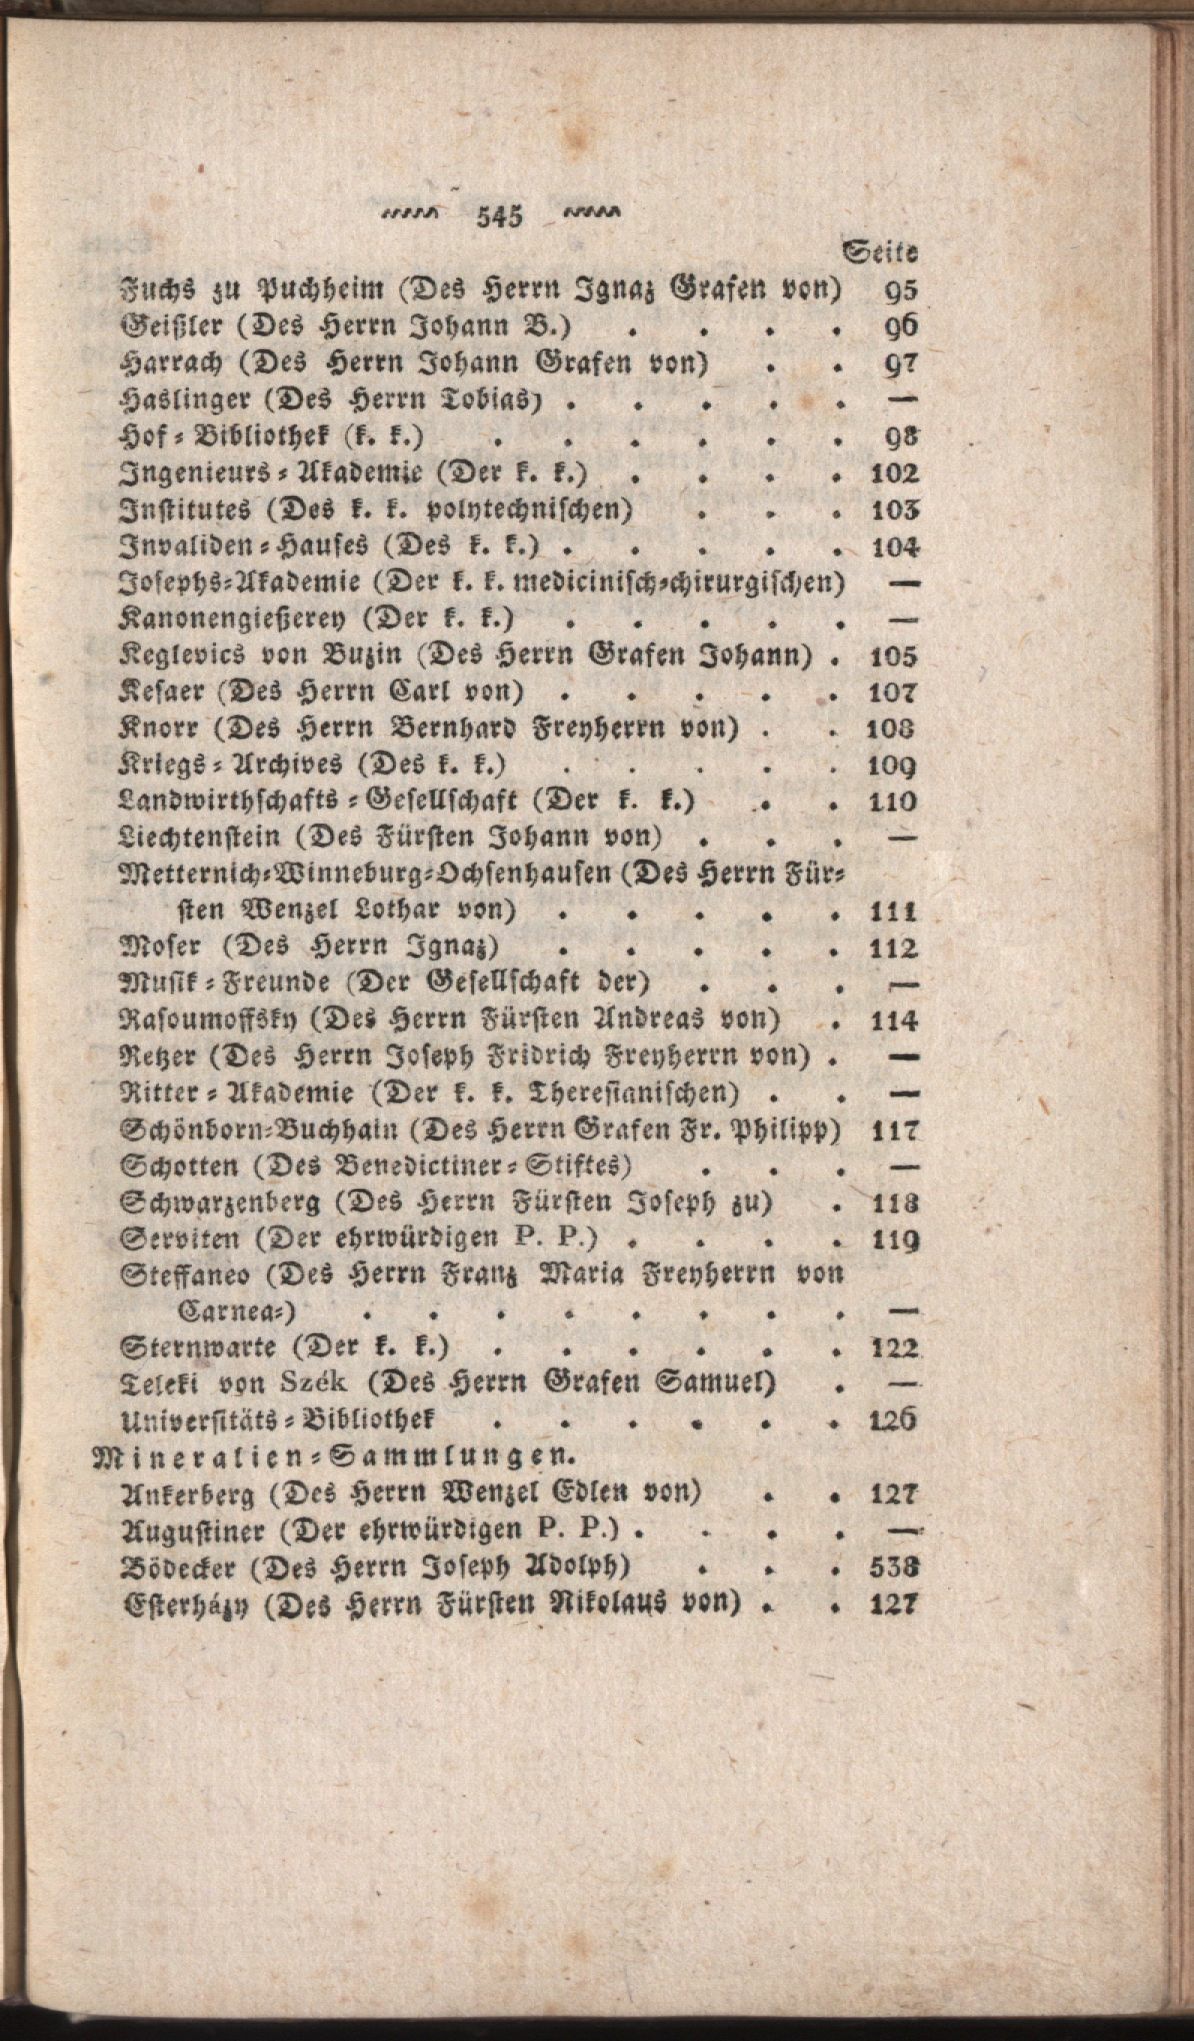 545
Seite
Fuchs zu Puchheim (Des Herrn Ignaz Grafen von) 95
Geißler (Des Herrn Johann B.) . . . . 96
Harrach (Des Herrn Johann Grafen von) . . 97
Haslinger (Des Herrn Tobias) . . . . . —
Hof-Bibliothek (k. k.) . . . . . . 98
Ingenieurs-Akademie (Der k. k.) . . . . 102
Institutes (Des k. k. polytechnischen) . . . 103
Invaliden-Hauses (Des k. k.) . . . . . 104
Josephs-Akademie (Der k. k. medicinisch-chirurgischen) —
Kanonengießerey (Der k. k.) . . . . . —
Keglevics von Buzin (Des Herrn Grafen Johann) . 105
Kesaer (Des Herrn Carl von) . . . . . 107
Knorr (Des Herrn Bernhard Freyherrn von) . . 108
Kriegs-Archives (Des k. k.) . . . . . 109
Landwirthschafts-Gesellschaft (Der k. k.) . . 110
Liechtenstein (Des Fürsten Johann von) . . . —
Metternich-Winneburg-Ochsenhausen (Des Herrn Für-
sten Wenzel Lothar von) . . . . . 111
Moser (Des Herrn Ignaz) . . . . . 112
Musik-Freunde (Der Gesellschaft der) . . . —
Rasoumoffsky (Des Herrn Fürsten Andreas von) . 114
Retzer (Des Herrn Joseph Fridrich Freyherrn von) . —
Ritter-Akademie (Der k. k. Theresianischen) . . —
Schönborn-Buchhain (Des Herrn Grafen Fr. Philipp) 117
Schotten (Des Benedictiner-Stiftes) . . . —
Schwarzenberg (Des Herrn Fürsten Joseph zu) . 118
Serviten (Der ehrwürdigen P. P.) . . . . 119
Steffaneo (Des Herrn Franz Maria Freyherrn von
Carnea-) . . . . . . . . —
Sternwarte (Der k. k.) . . . . . . 122
Teleki von Szék (Des Herrn Grafen Samuel) . —
Universitäts-Bibliothek . . . . . . 126
Mineralien-Sammlungen.
Ankerberg (Des Herrn Wenzel Edlen von) . . 127
Augustiner (Der ehrwürdigen P. P.) . . . . —
Bödecker (Des Herrn Joseph Adolph) . . . 538
Esterházy (Des Herrn Fürsten Nikolaus von) . . 127